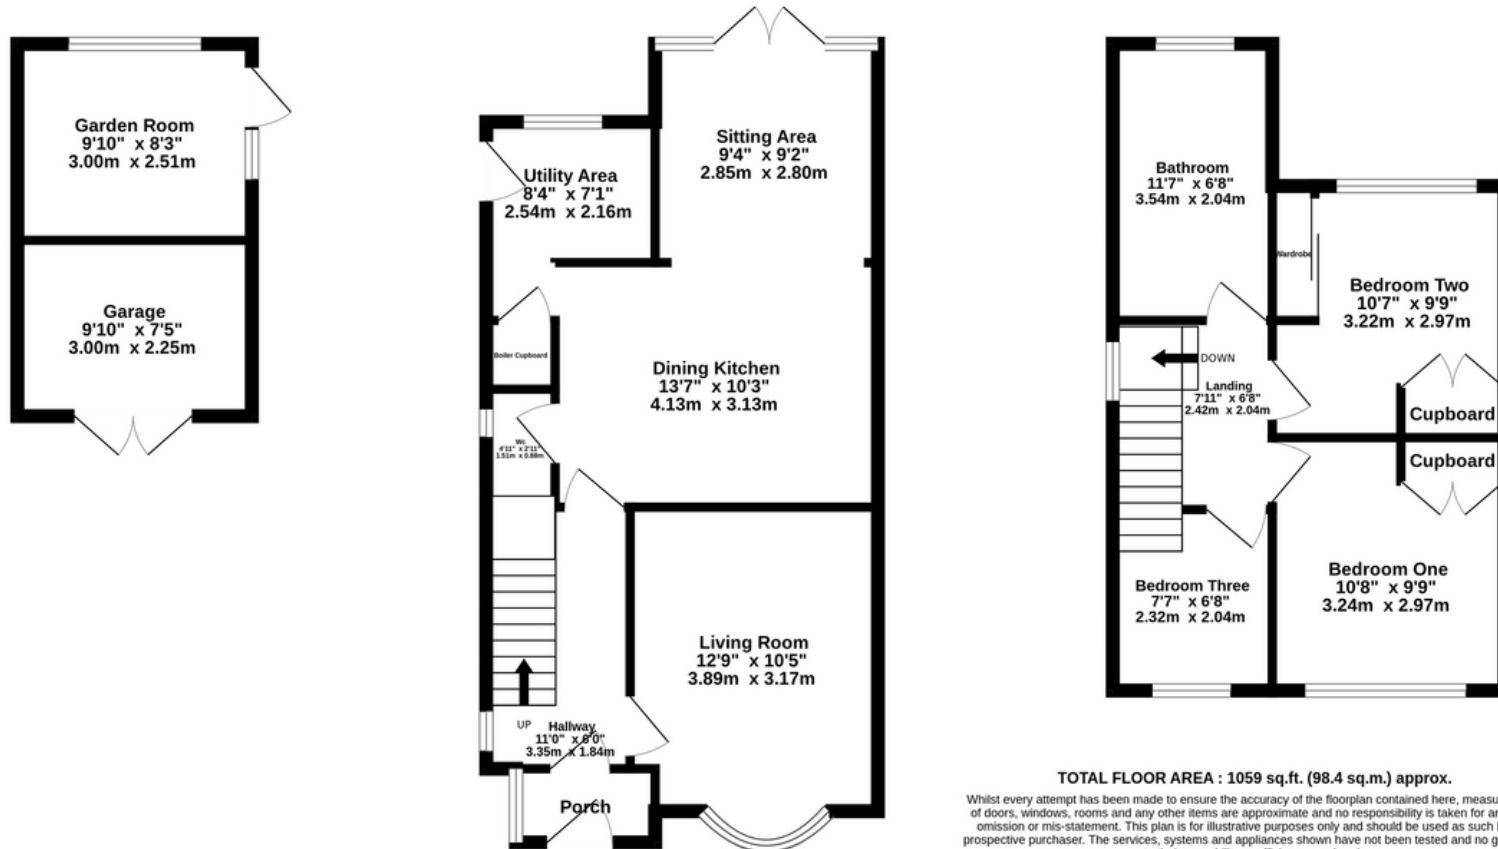 Garden Room
9'10" x 8'3"
3.00m x 2.51m
Garage
9'10" x 7'5"
3.00m x 2.25m
Sitting Area
9'4" x 9'2"
2.85m x 2.80m
Utility Area
8'4" x 7'1"
2.54m x 2.16m
Boiler Cupboard
Dining Kitchen
13'7" x 10'3"
4.13m x 3.13m
Wc
4'11" x 2'11"
1.51m x 0.88m
Living Room
12'9" x 10'5"
3.89m x 3.17m
UP
Hallway
11'0" x 6'0"
3.35m x 1.84m
Porch
Bathroom
11'7" x 6'8"
3.54m x 2.04m
Wardrobe
Bedroom Two
10'7" x 9'9"
3.22m x 2.97m
DOWN
Landing
7'11" x 6'8"
2.42m x 2.04m
Cupboard
Cupboard
Bedroom One
10'8" x 9'9"
3.24m x 2.97m
Bedroom Three
7'7" x 6'8"
2.32m x 2.04m
TOTAL FLOOR AREA : 1059 sq.ft. (98.4 sq.m.) approx.
Whilst every attempt has been made to ensure the accuracy of the floorplan contained here, measu
of doors, windows, rooms and any other items are approximate and no responsibility is taken for a
omission or mis-statement. This plan is for illustrative purposes only and should be used as such
prospective purchaser. The services, systems and appliances shown have not been tested and no g